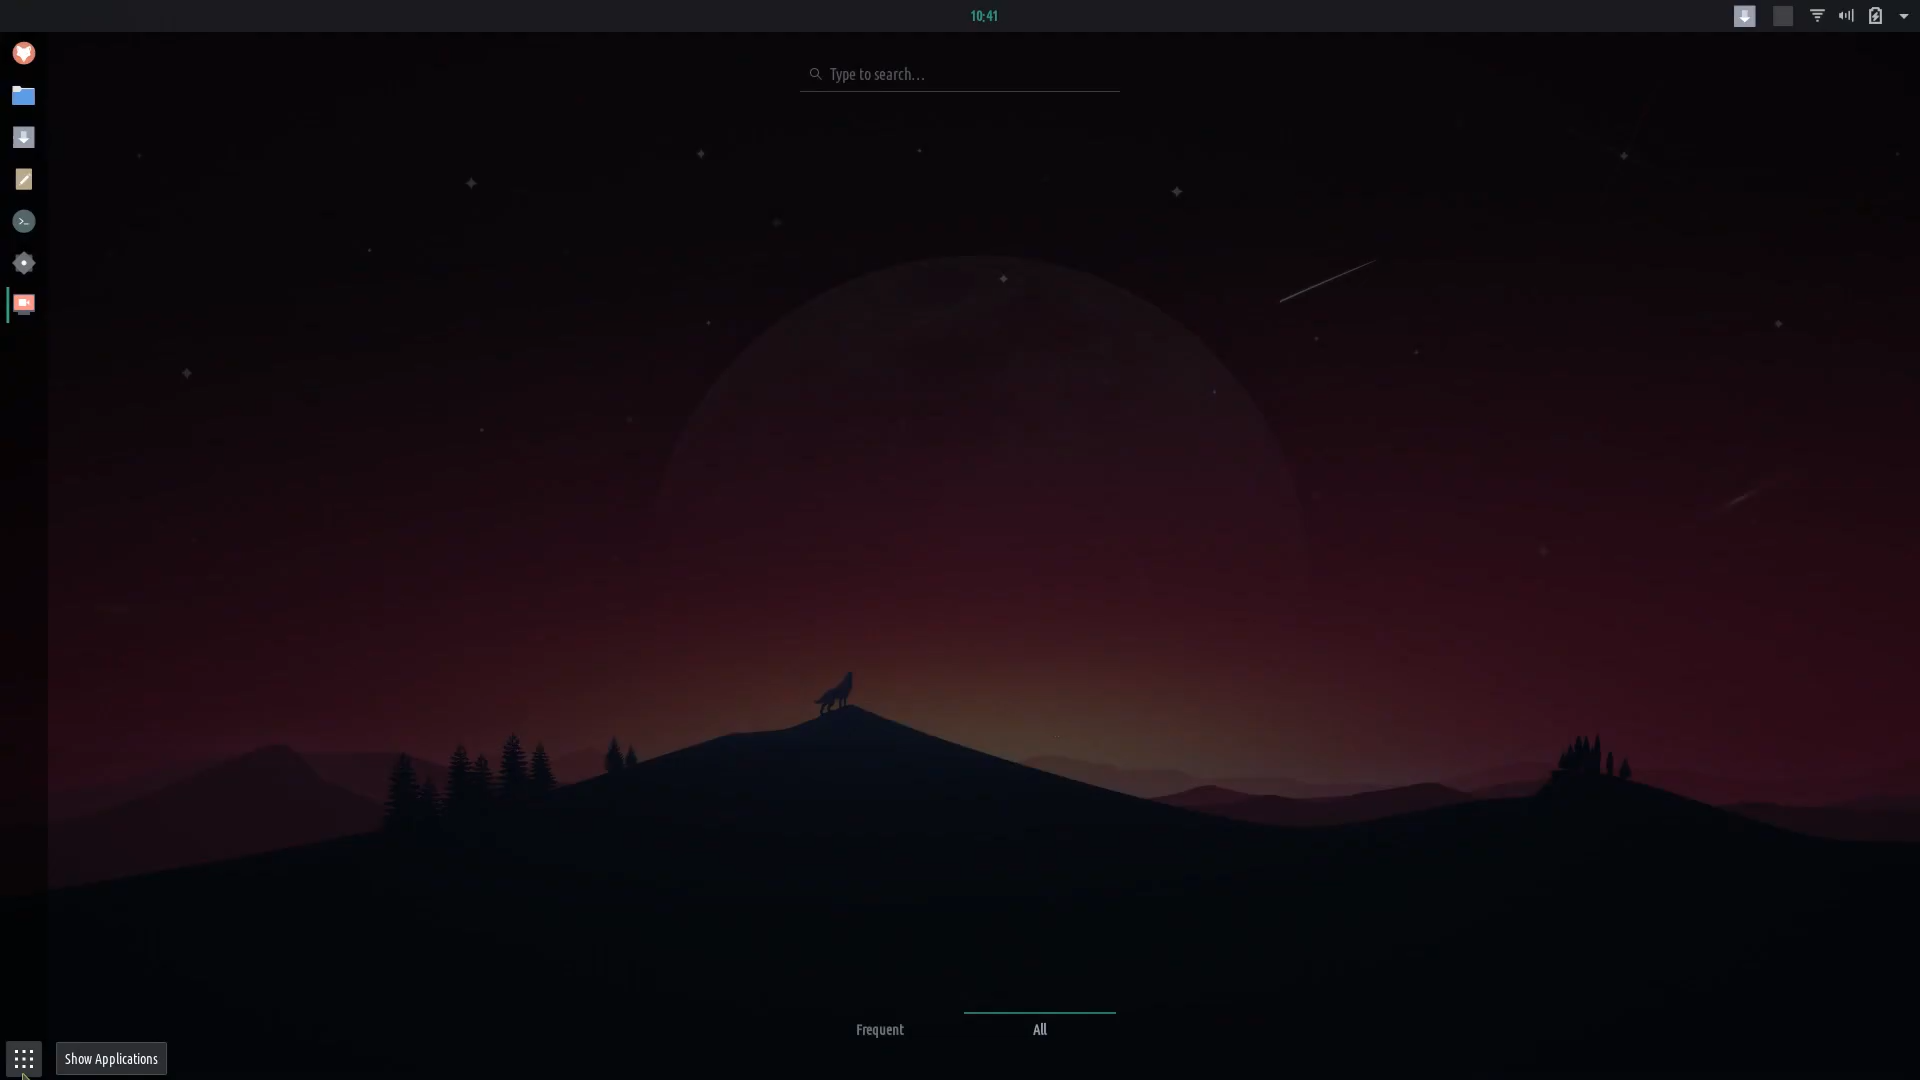 10:41
Type to search...
Frequent
All
Show Applications